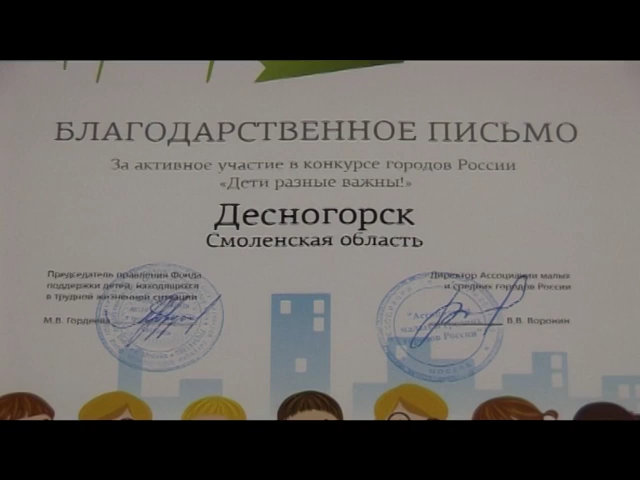 БЛАГОДАРСТВЕННОЕ ПИСЬМО
За активное участие в конкурсе городов России
«Дети разные важны!»
Десногорск
Смоленская область
Председатель правления Фонда
поддержки детей, находящихся
в трудной жизненной ситуации
М.В. Гордеева
Директор Ассоциации малых
и средних городов России
В.В. Воронин